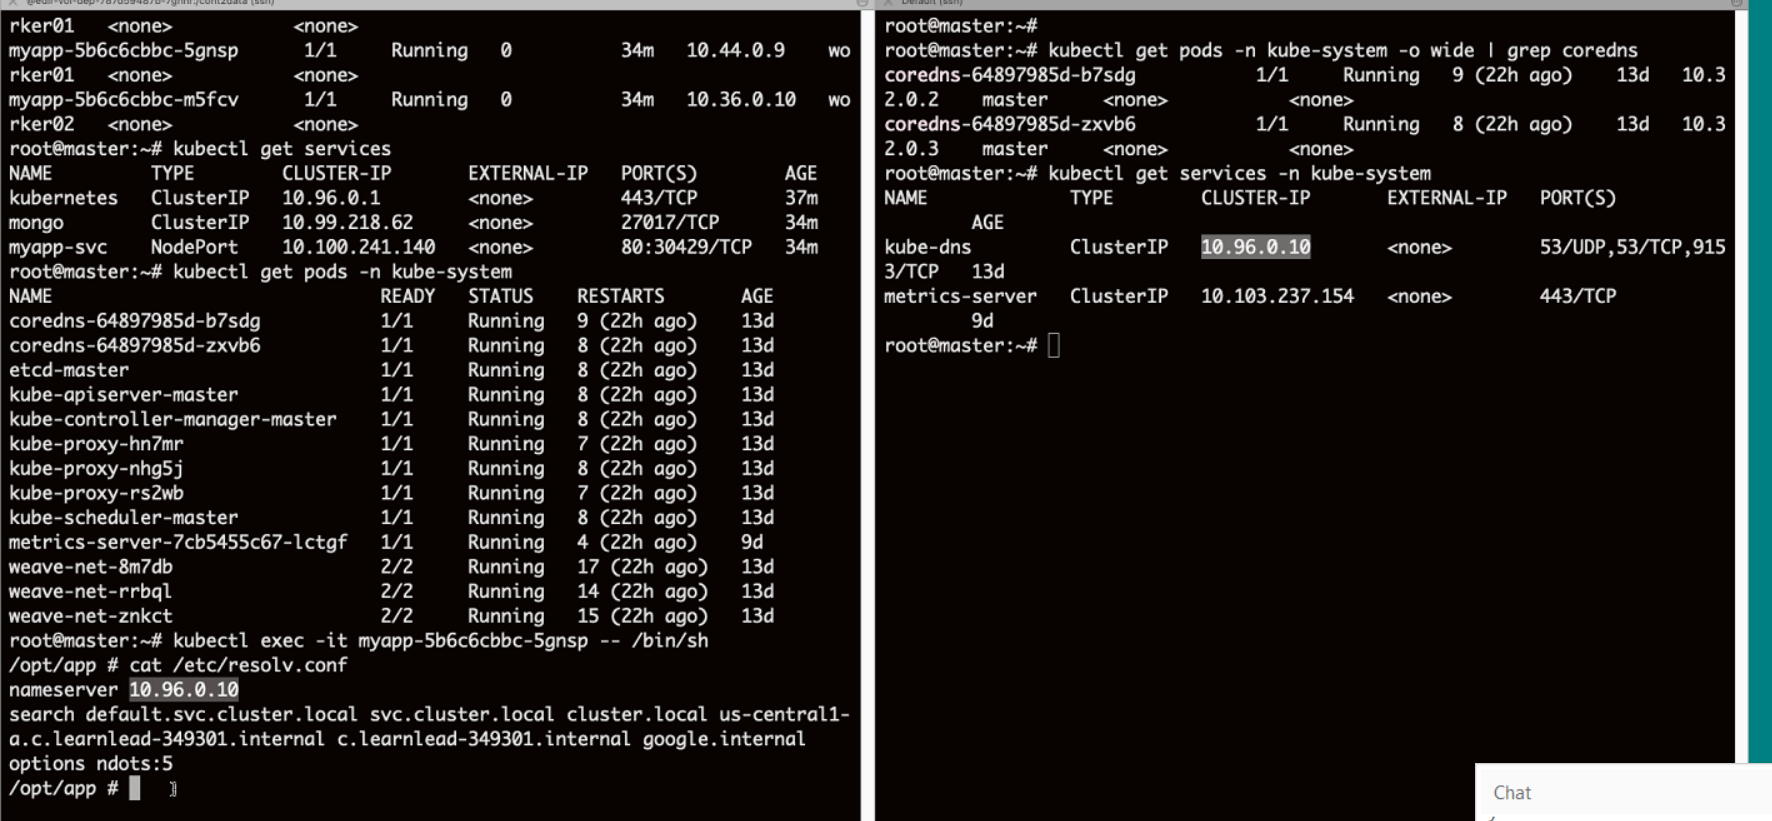 rker01   <none>           <none>
myapp-5b6c6cbbc-5gnsp      1/1     Running   0          34m   10.44.0.9    wo
rker01   <none>           <none>
myapp-5b6c6cbbc-m5fcv      1/1     Running   0          34m   10.36.0.10   wo
rker02   <none>           <none>
root@master:~# kubectl get services
NAME         TYPE        CLUSTER-IP       EXTERNAL-IP   PORT(S)        AGE
kubernetes   ClusterIP   10.96.0.1        <none>        443/TCP        37m
mongo        ClusterIP   10.99.218.62     <none>        27017/TCP      34m
myapp-svc    NodePort    10.100.241.140   <none>        80:30429/TCP   34m
root@master:~# kubectl get pods -n kube-system
NAME                              READY   STATUS    RESTARTS       AGE
coredns-64897985d-b7sdg           1/1     Running   9 (22h ago)    13d
coredns-64897985d-zxvb6           1/1     Running   8 (22h ago)    13d
etcd-master                       1/1     Running   8 (22h ago)    13d
kube-apiserver-master             1/1     Running   8 (22h ago)    13d
kube-controller-manager-master    1/1     Running   8 (22h ago)    13d
kube-proxy-hn7mr                  1/1     Running   7 (22h ago)    13d
kube-proxy-nhg5j                  1/1     Running   8 (22h ago)    13d
kube-proxy-rs2wb                  1/1     Running   7 (22h ago)    13d
kube-scheduler-master             1/1     Running   8 (22h ago)    13d
metrics-server-7cb5455c67-lctgf   1/1     Running   4 (22h ago)    9d
weave-net-8m7db                   2/2     Running   17 (22h ago)   13d
weave-net-rrbql                   2/2     Running   14 (22h ago)   13d
weave-net-znkct                   2/2     Running   15 (22h ago)   13d
root@master:~# kubectl exec -it myapp-5b6c6cbbc-5gnsp -- /bin/sh
/opt/app # cat /etc/resolv.conf
nameserver 10.96.0.10
search default.svc.cluster.local svc.cluster.local cluster.local us-central1-
a.c.learnlead-349301.internal c.learnlead-349301.internal google.internal
options ndots:5
/opt/app #
root@master:~#
root@master:~# kubectl get pods -n kube-system -o wide | grep coredns
coredns-64897985d-b7sdg           1/1     Running   9 (22h ago)    13d   10.3
2.0.2    master     <none>           <none>
coredns-64897985d-zxvb6           1/1     Running   8 (22h ago)    13d   10.3
2.0.3    master     <none>           <none>
root@master:~# kubectl get services -n kube-system
NAME             TYPE        CLUSTER-IP       EXTERNAL-IP   PORT(S)
        AGE
kube-dns         ClusterIP   10.96.0.10       <none>        53/UDP,53/TCP,915
3/TCP   13d
metrics-server   ClusterIP   10.103.237.154   <none>        443/TCP
        9d
root@master:~#
Chat